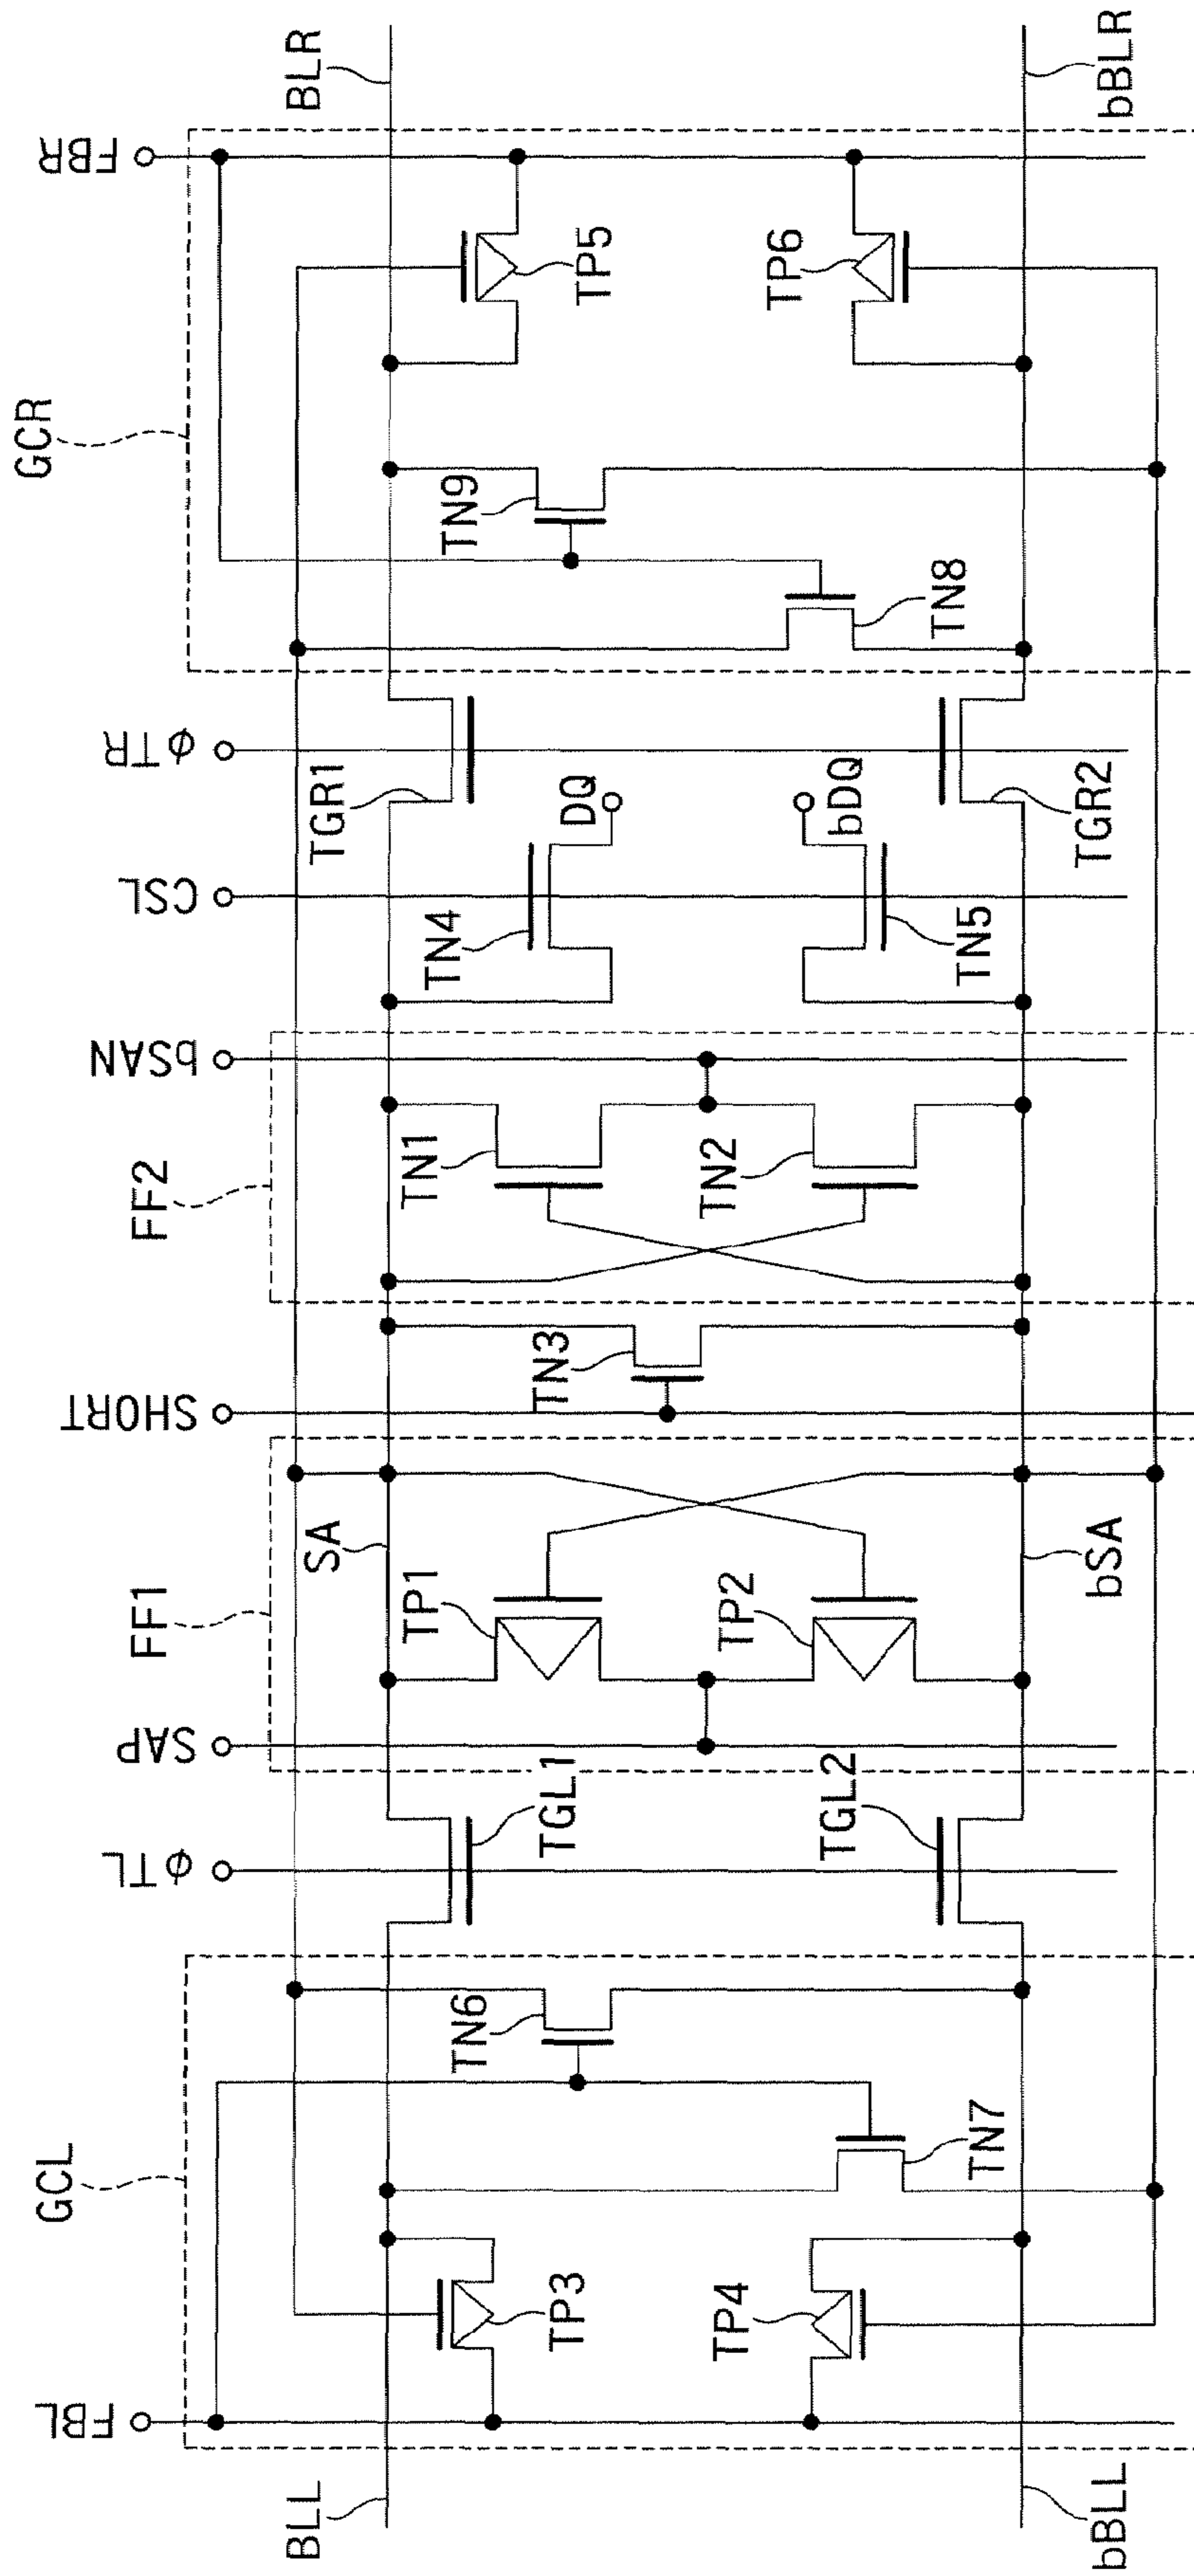 GCL
FF1
FF2
GCR
FBL
φTL
SAP
SHORT
bSAN
CSL
φTR
FBR
BLL
SA
BLR
TP3
TN6
TGL1
TP1
TN3
TN1
TN4
DQ
TGR1
TN9
TP5
TP4
TN7
TGL2
TP2
TN2
TN5
bDQ
TGR2
TN8
TP6
bBLL
bSA
bBLR